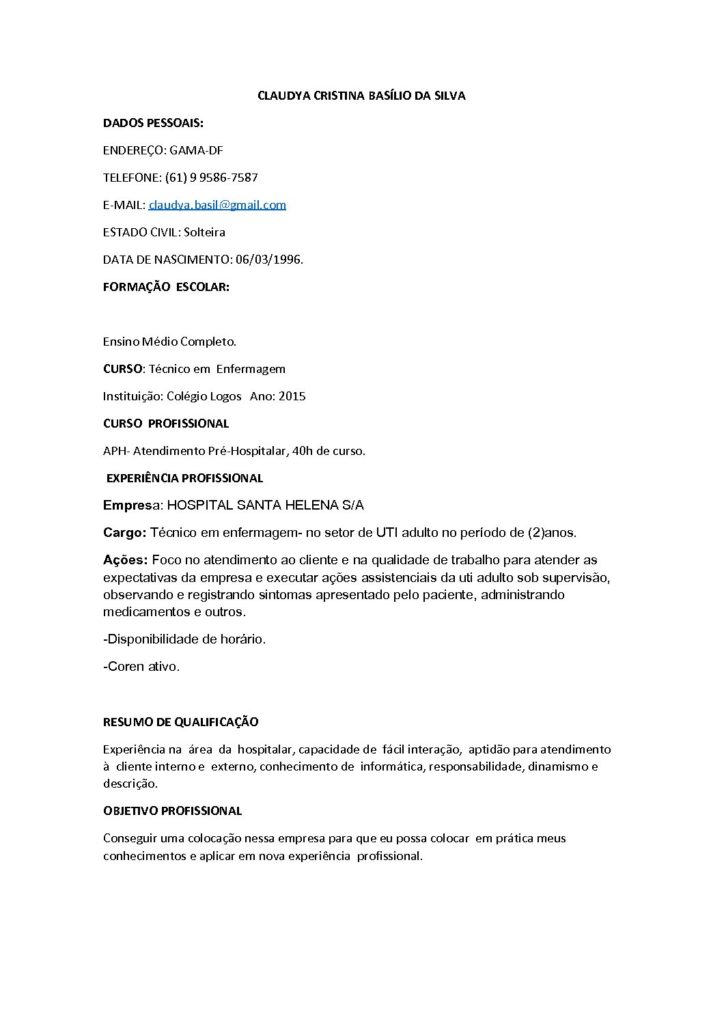 CLAUDYA CRISTINA BASÍLIO DA SILVA
DADOS PESSOAIS:
ENDEREÇO: GAMA-DF
TELEFONE: (61) 9 9586-7587
E-MAIL: claudya.basil@gmail.com
ESTADO CIVIL: Solteira
DATA DE NASCIMENTO: 06/03/1996.
FORMAÇÃO ESCOLAR:
Ensino Médio Completo.
CURSO: Técnico em Enfermagem
Instituição: Colégio Logos Ano: 2015
CURSO PROFISSIONAL
APH- Atendimento Pré-Hospitalar, 40h de curso.
EXPERIÊNCIA PROFISSIONAL
Empresa: HOSPITAL SANTA HELENA S/A
Cargo: Técnico em enfermagem- no setor de UTI adulto no período de (2)anos.
Ações: Foco no atendimento ao cliente e na qualidade de trabalho para atender as
expectativas da empresa e executar ações assistenciais da uti adulto sob supervisão,
observando e registrando sintomas apresentado pelo paciente, administrando
medicamentos e outros.
-Disponibilidade de horário.
-Coren ativo.
RESUMO DE QUALIFICAÇÃO
Experiência na área da hospitalar, capacidade de fácil interação, aptidão para atendimento
à cliente interno e externo, conhecimento de informática, responsabilidade, dinamismo e
descrição.
OBJETIVO PROFISSIONAL
Conseguir uma colocação nessa empresa para que eu possa colocar em prática meus
conhecimentos e aplicar em nova experiência profissional.